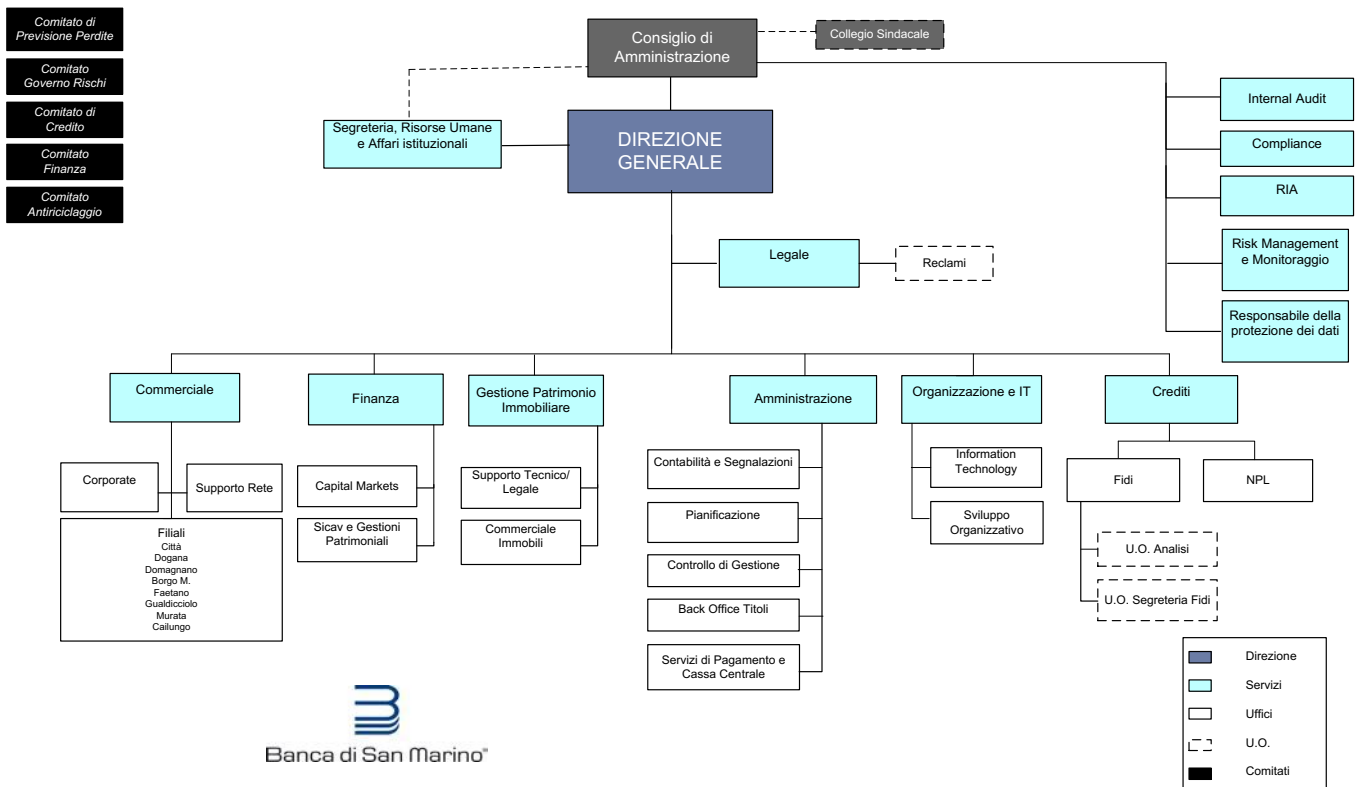 Comitato di
Previsione Perdite
Comitato
Governo Rischi
Comitato di
Credito
Comitato
Finanza
Comitato
Antiriciclaggio
Consiglio di
Amministrazione
Collegio Sindacale
Segreteria, Risorse Umane
e Affari istituzionali
DIREZIONE
GENERALE
Internal Audit
Compliance
RIA
Risk Management
e Monitoraggio
Responsabile della
protezione dei dati
Legale
Reclami
Commerciale
Finanza
Gestione Patrimonio
Immobiliare
Amministrazione
Organizzazione e IT
Crediti
Corporate
Supporto Rete
Filiali
Città
Dogana
Domagnano
Borgo M.
Faetano
Gualdicciolo
Murata
Cailungo
Capital Markets
Sicav e Gestioni
Patrimoniali
Supporto Tecnico/
Legale
Commerciale
Immobili
Contabilità e Segnalazioni
Pianificazione
Controllo di Gestione
Back Office Titoli
Servizi di Pagamento e
Cassa Centrale
Information
Technology
Sviluppo
Organizzativo
Fidi
NPL
U.O. Analisi
U.O. Segreteria Fidi
Direzione
Servizi
Uffici
U.O.
Comitati
Banca di San Marino